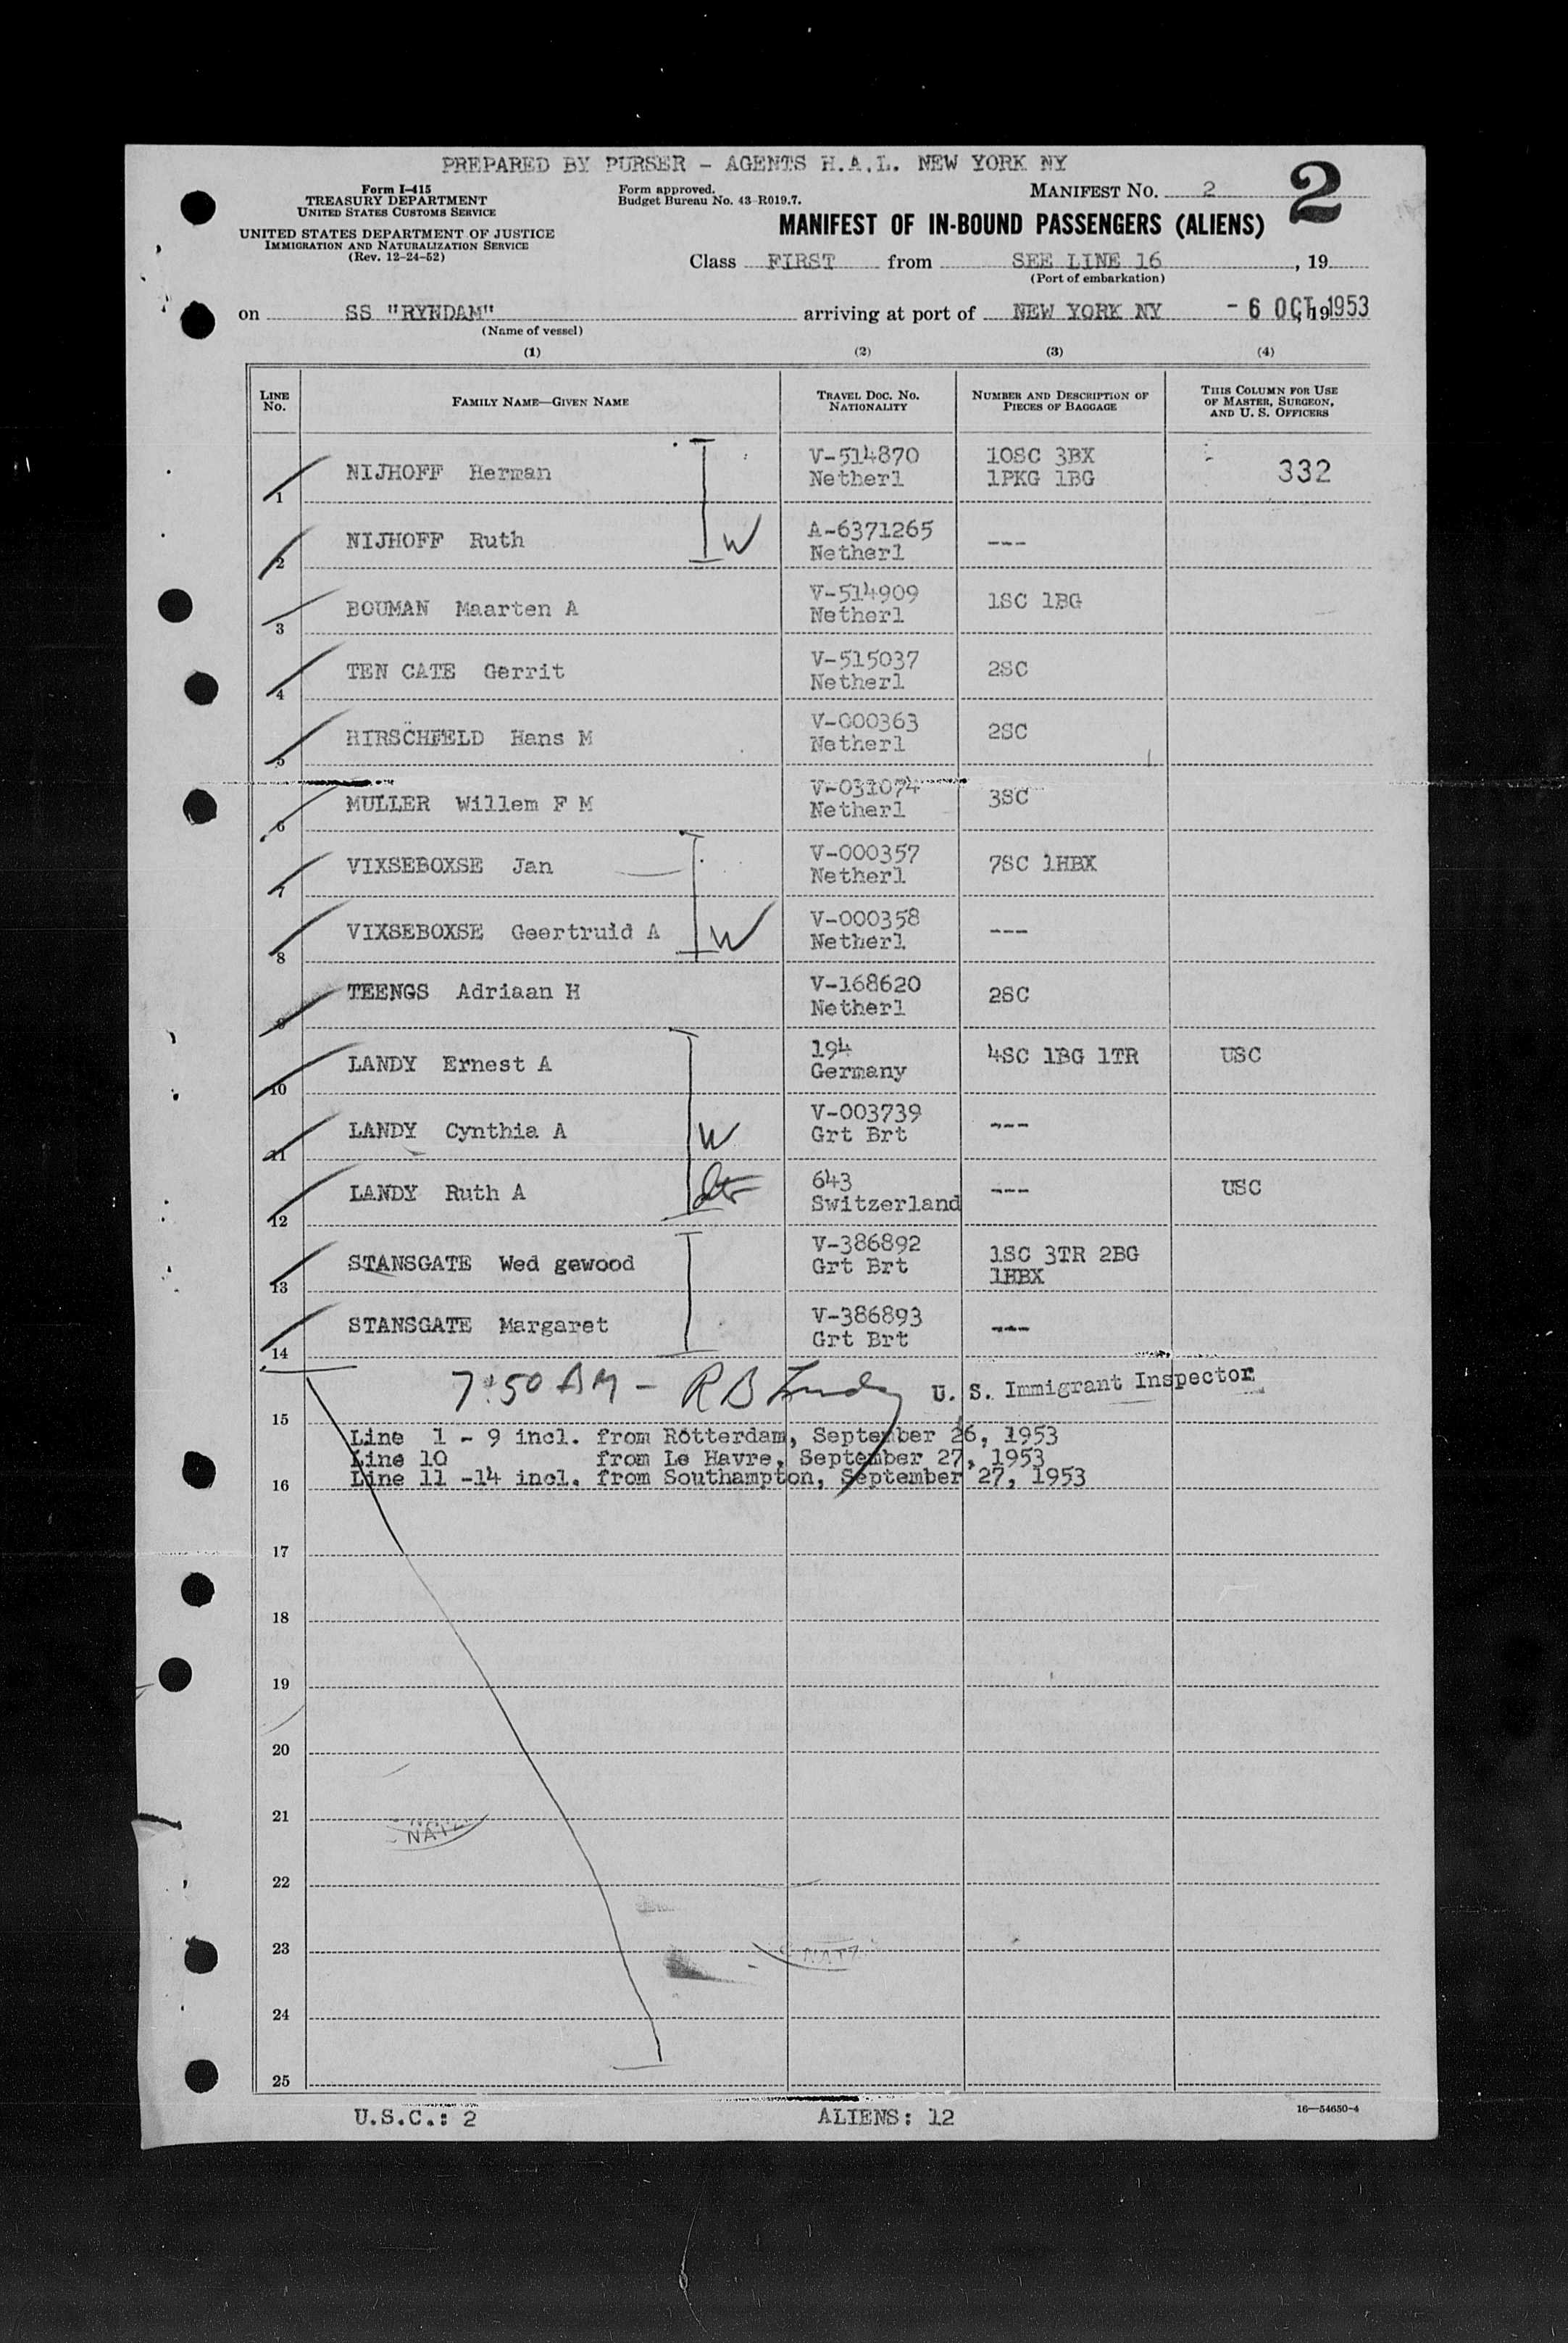 PREPARED BY PURSER - AGENTS H.A.L. NEW YORK NY
Form I-415
TREASURY DEPARTMENT
UNITED STATES CUSTOMS SERVICE
UNITED STATES DEPARTMENT OF JUSTICE
IMMIGRATION AND NATURALIZATION SERVICE
(Rev. 12-24-52)
Form approved.
Budget Bureau No. 43-R019.7.
MANIFEST NO. 2
2
MANIFEST OF IN-BOUND PASSENGERS (ALIENS)
Class FIRST from SEE LINE 16, 19
(Port of embarkation)
on SS "RYNDAM" arriving at port of NEW YORK NY - 6 OCT 1953, 19
(Name of vessel)
(1) (2) (3) (4)
LINE NO. FAMILY NAME—GIVEN NAME TRAVEL DOC. NO. NATIONALITY NUMBER AND DESCRIPTION OF PIECES OF BAGGAGE THIS COLUMN FOR USE OF MASTER, SURGEON, AND U. S. OFFICERS
1 NIJHOFF Herman V-514870 Netherl 10SC 3BX 1PKG 1BG 332
2 NIJHOFF Ruth W A-6371265 Netherl ---
3 BOUMAN Maarten A V-514909 Netherl 1SC 1BG
4 TEN CATE Gerrit V-515037 Netherl 2SC
5 HIRSCHFELD Hans M V-000363 Netherl 2SC
6 MULLER Willem F M V-031074 Netherl 3SC
7 VIXSEBOXSE Jan V-000357 Netherl 7SC 1HBX
8 VIXSEBOXSE Geertruid A W V-000358 Netherl ---
9 TEENGS Adriaan H V-168620 Netherl 2SC
10 LANDY Ernest A 194 Germany 4SC 1BG 1TR USC
11 LANDY Cynthia A W V-003739 Grt Brt ---
12 LANDY Ruth A dtr 643 Switzerland --- USC
13 STANSGATE Wed gewood V-386892 Grt Brt 1SC 3TR 2BG 1HBX
14 STANSGATE Margaret V-386893 Grt Brt ---
7:50 AM - R B U. S. Immigrant Inspector
15
Line 1 - 9 incl. from Rotterdam, September 26, 1953
Line 10 from Le Havre, September 27, 1953
Line 11 -14 incl. from Southampton, September 27, 1953
16
17
18
19
20
21
NATZ
22
23
NATZ
24
25
U.S.C.: 2 ALIENS: 12
16—54650-4